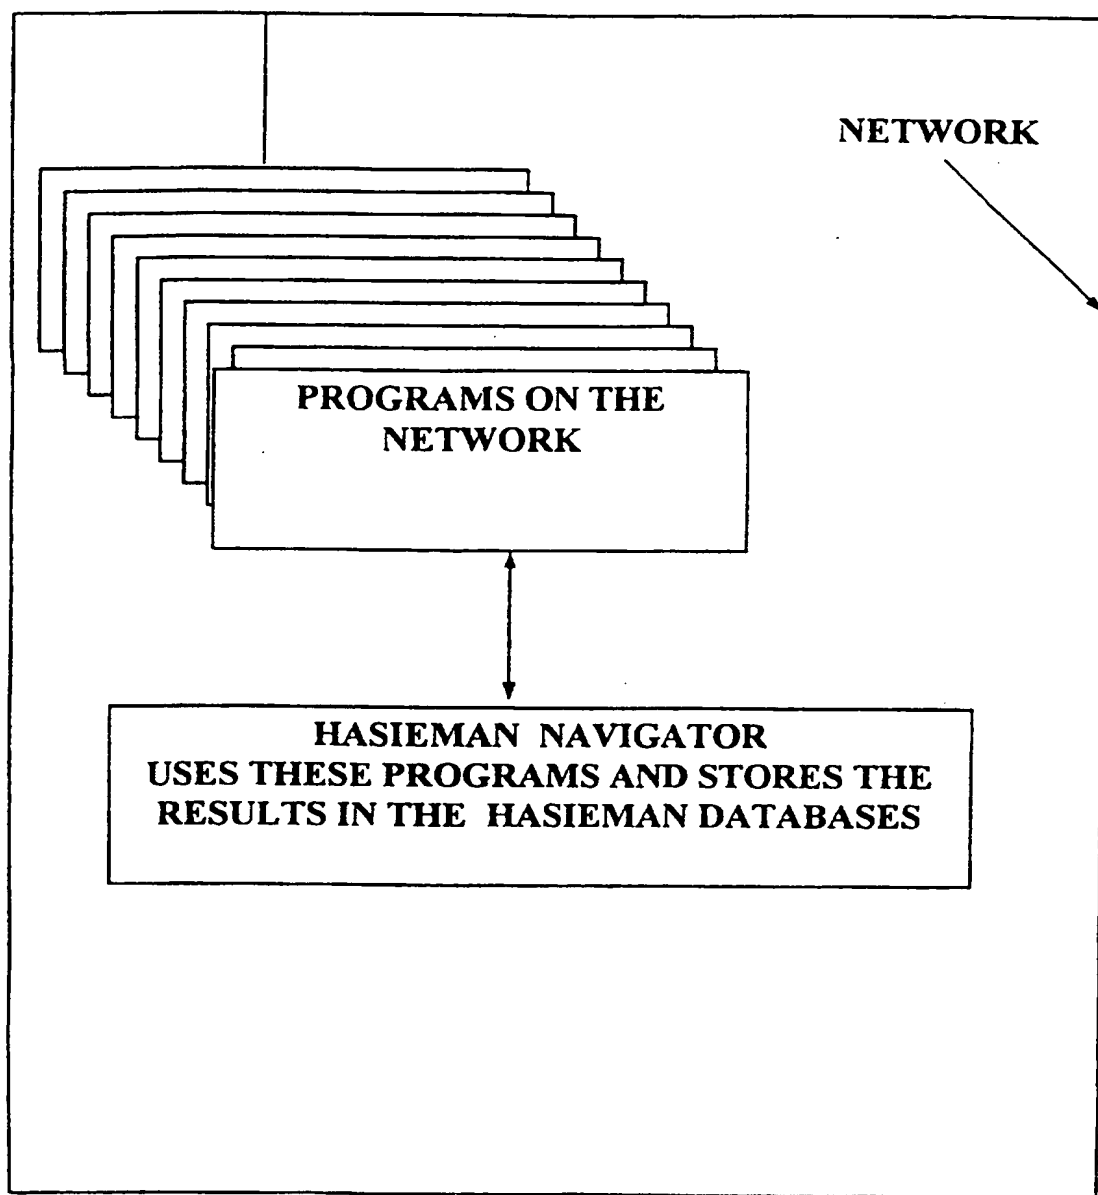 NETWORK
PROGRAMS ON THE
NETWORK
HASIEMAN NAVIGATOR
USES THESE PROGRAMS AND STORES THE
RESULTS IN THE HASIEMAN DATABASES